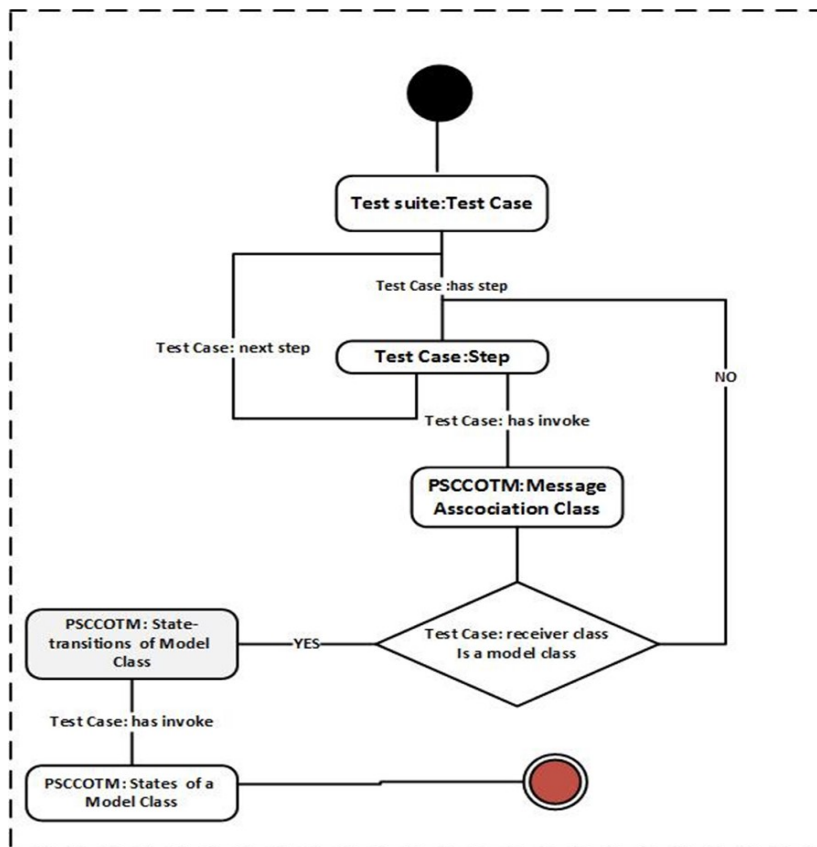 Test suite:Test Case
Test Case :has step
Test Case: next step
Test Case:Step
NO
Test Case: has invoke
PSCCOTM:Message
Asscociation Class
Test Case: receiver class
Is a model class
YES
PSCCOTM: State-
transitions of Model
Class
Test Case: has invoke
PSCCOTM: States of a
Model Class